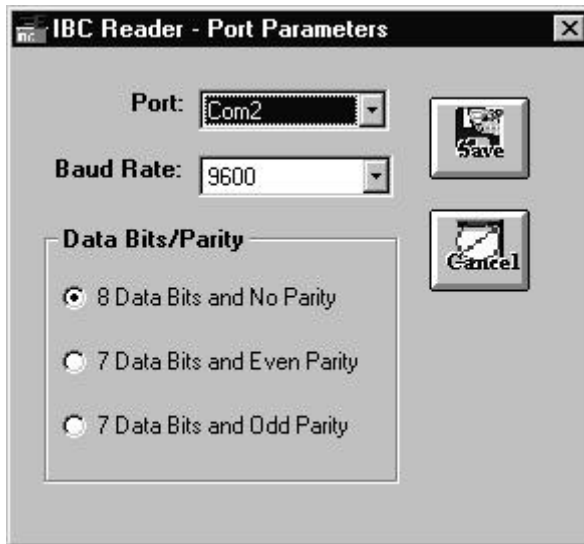 IBC Reader - Port Parameters
Port: Com2
Save
Baud Rate: 9600
Data Bits/Parity
Cancel
8 Data Bits and No Parity
7 Data Bits and Even Parity
7 Data Bits and Odd Parity